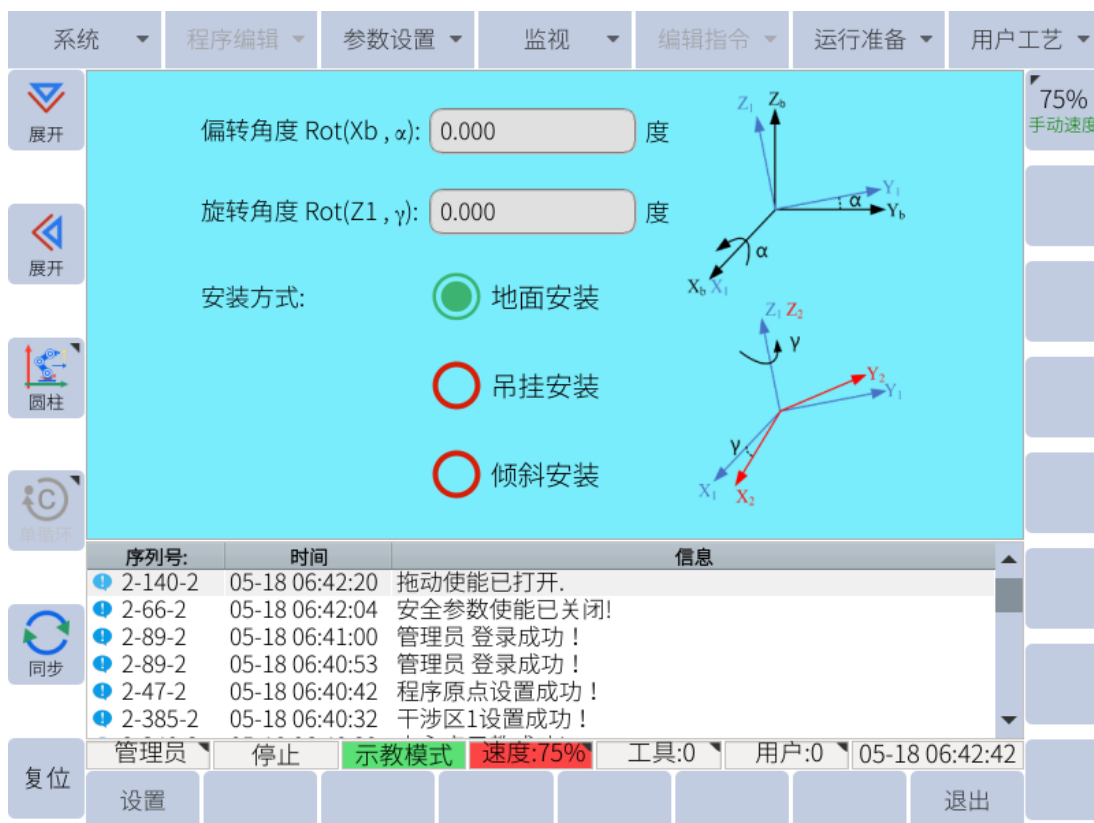 系统 程序编辑 参数设置 监视 编辑指令 运行准备 用户工艺
展开
75%
手动速度
偏转角度 Rot(Xb , α): 0.000 度
旋转角度 Rot(Z1 , γ): 0.000 度
安装方式: 地面安装
吊挂安装
倾斜安装
Z1 Zb
Y1
α
Yb
α
Xb X1
Z1 Z2
γ
Y2
Y1
γ
X1 X2
展开
圆柱
单循环
同步
复位
序列号: 时间 信息
2-140-2 05-18 06:42:20 拖动使能已打开.
2-66-2 05-18 06:42:04 安全参数使能已关闭!
2-89-2 05-18 06:41:00 管理员 登录成功！
2-89-2 05-18 06:40:53 管理员 登录成功！
2-47-2 05-18 06:40:42 程序原点设置成功！
2-385-2 05-18 06:40:32 干涉区1设置成功！
管理员 停止 示教模式 速度:75% 工具:0 用户:0 05-18 06:42:42
设置 退出